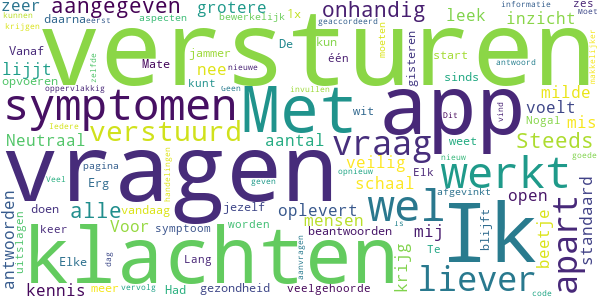 zeer daarna eerst aangegeven grotere onhandig leek inzicht informatie zes Moet
kunnen krijgen aspecten bewerkelijk 1x geaccordeerd
Vanaf jammer De kun één gisteren start antwoord makkelijker
versturen
lijjt Mate nee kunt nieuwe moeten sinds zelfde
opvoeren oppervlakkig Geen invullen milde
symptomen Met app
Iedere wit Dit vind voelt
Neutraal verstuurd aantal vraag weet Nogal mis
veilig Steeds goede
vragen wel Ik werkt
pagina Elk nieuw
Veel Erg mandelingen geven schaal opnieuw afgevinkt
antwoorden uitslagen doen alle vandaag jezelf oplevert mensen open beetje standaard
Voor krijg mij blijft apart
keer symptoom worden beantwoorden is
klachten Te
Elke dag Lang aanvragen liever
kennis meer vervolg Had gezondheid veelgehoorde code